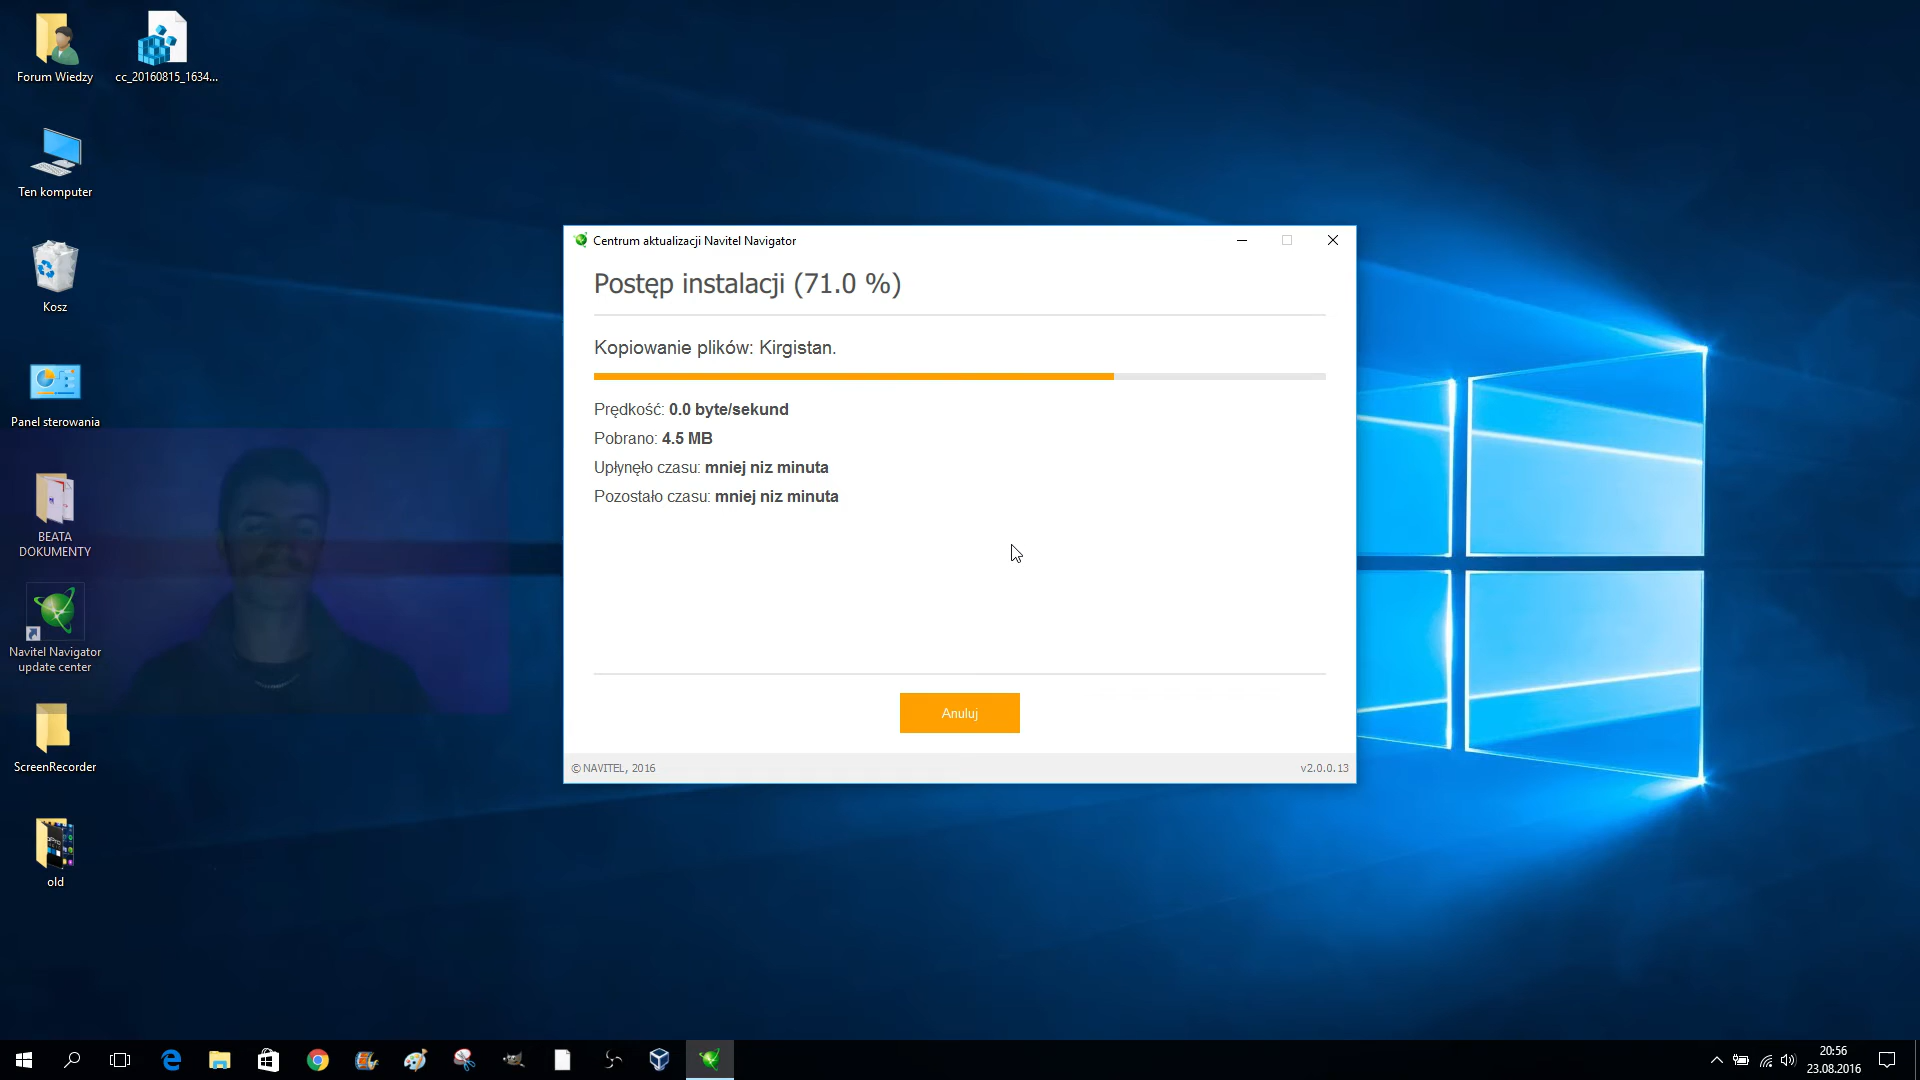 Forum Wiedzy
cc_20160815_1634...
Ten komputer
Kosz
Panel sterowania
BEATA
DOKUMENTY
Navitel Navigator
update center
ScreenRecorder
old
Centrum aktualizacji Navitel Navigator
Postęp instalacji (71.0 %)
Kopiowanie plików: Kirgistan.
Prędkość: 0.0 byte/sekund
Pobrano: 4.5 MB
Upłynęło czasu: mniej niz minuta
Pozostało czasu: mniej niz minuta
Anuluj
© NAVITEL, 2016
v2.0.0.13
20:56
23.08.2016